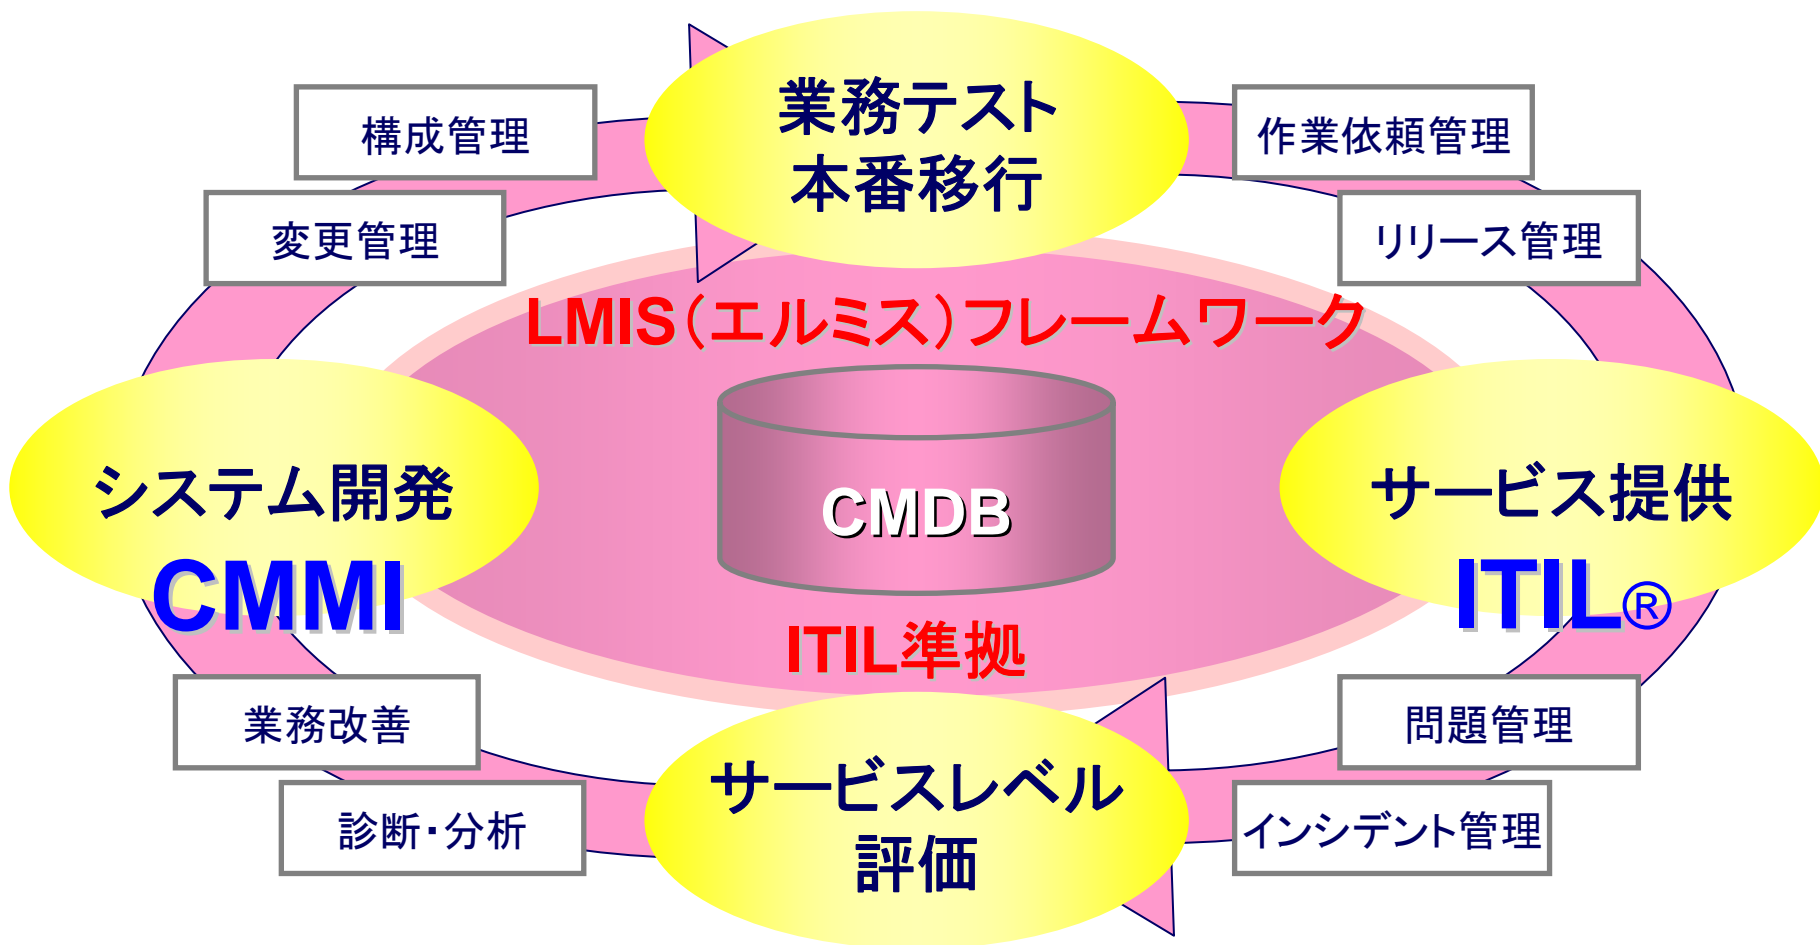 業務テスト
本番移行
構成管理
作業依頼管理
変更管理
リリース管理
LMIS(エルミス)フレームワーク
システム開発
CMMI
CMDB
サービス提供
ITIL®
ITIL準拠
業務改善
問題管理
サービスレベル
評価
診断・分析
インシデント管理